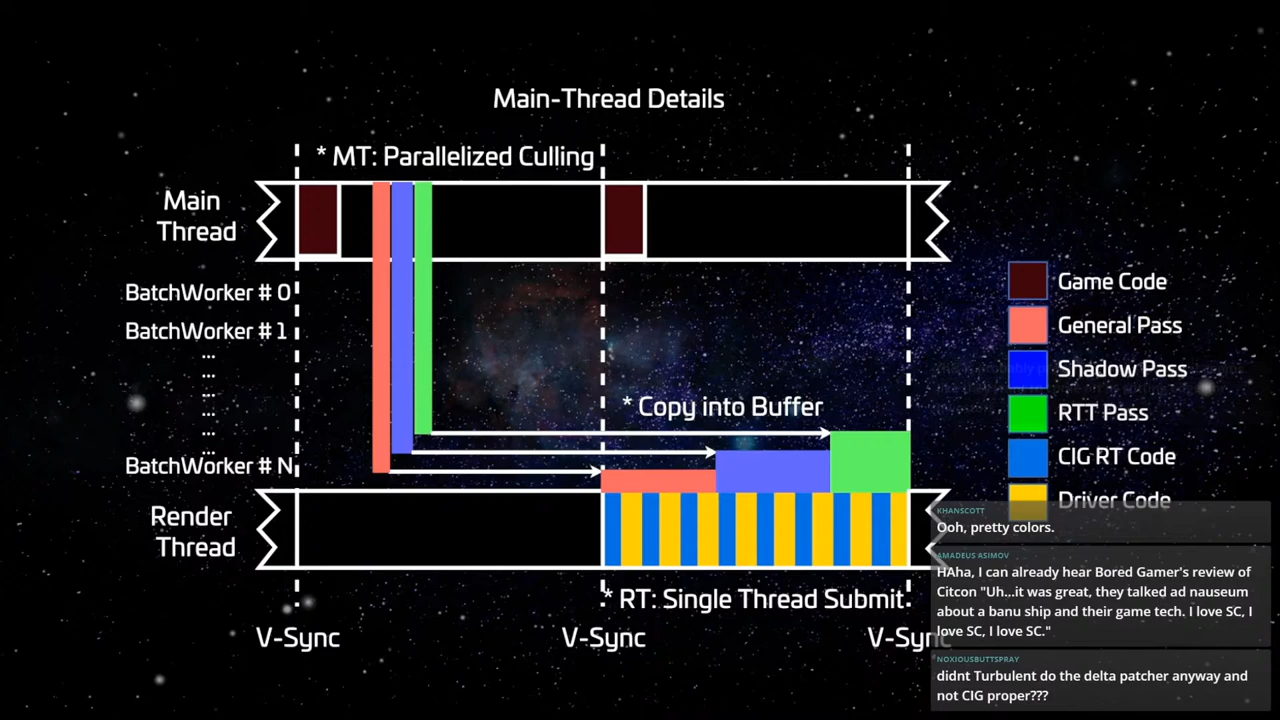 Main-Thread Details
* MT: Parallelized Culling
Main
Thread
BatchWorker # 0
BatchWorker # 1
...
...
...
...
...
...
BatchWorker # N
Render
Thread
* Copy into Buffer
* RT: Single Thread Submit
V-Sync
V-Sync
V-Sync
Game Code
General Pass
Shadow Pass
RTT Pass
CIG RT Code
Driver Code
KHANSCOTT
Ooh, pretty colors.
AMADEUS ASIMOV
HAha, I can already hear Bored Gamer's review of
Citcon "Uh...it was great, they talked ad nauseum
about a banu ship and their game tech. I love SC, I
love SC, I love SC."
NOXIOUSBUTTSPRAY
didnt Turbulent do the delta patcher anyway and
not CIG proper???